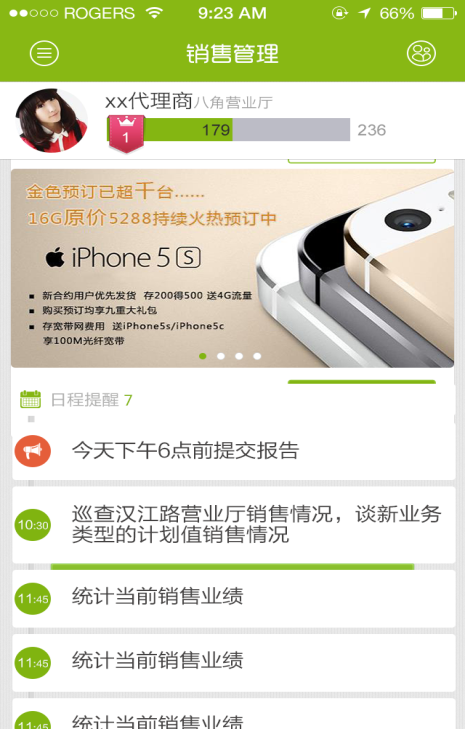 ROGERS 9:23 AM 66%
销售管理
xx代理商八角营业厅
1 179 236
金色预订已超千台......
16G原价5288持续火热预订中
iPhone 5S
新合约用户优先发货 存200得500 送4G流量
购买预订均享九重大礼包
存宽带网费用 送iPhone5s/iPhone5c
享100M光纤宽带
日程提醒 7
今天下午6点前提交报告
10:30 巡查汉江路营业厅销售情况，谈新业务
类型的计划值销售情况
11:45 统计当前销售业绩
11:45 统计当前销售业绩
11:45 统计当前销售业绩